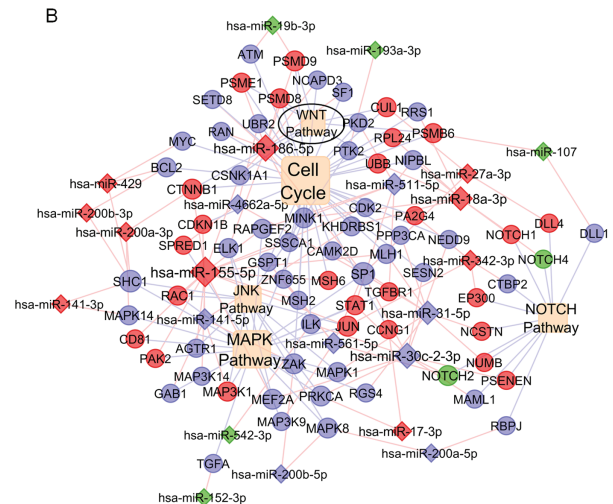 B
hsa-miR-19b-3p
hsa-miR-193a-3p
ATM
PSMD9
PSME1
NCAPD3
SETD8
PSMD8
SF1
WNT
Pathway
CUL1
RRS1
UBR2
PKD2
RAN
RPL24
PSMB6
MYC
hsa-miR-186-5p
PTK2
hsa-miR-107
BCL2
UBB
NIPBL
Cell
Cycle
CSNK1A1
hsa-miR-27a-3p
hsa-miR-429
CTNNB1
hsa-miR-511-5p
hsa-miR-18a-3p
hsa-miR-4662a-5p
hsa-miR-200b-3p
CDK2
MINK1
PA2G4
CDKN1B
RAPGEF2
KHDRBS1
DLL4
hsa-miR-200a-3p
NOTCH1
DLL1
SPRED1
ELK1
SSSCA1
PPP3CA
NEDD9
CAMK2D
MLH1
NOTCH4
hsa-miR-155-5p
GSPT1
hsa-miR-342-3p
SHC1
ZNF655
MSH6
SP1
SESN2
CTBP2
JNK
Pathway
TGFBR1
RAC1
MSH2
EP300
hsa-miR-141-3p
STAT1
NOTCH
Pathway
MAPK14
hsa-miR-141-5p
ILK
JUN
hsa-miR-31-5p
CCNG1
NCSTN
CD81
MAPK
Pathway
hsa-miR-561-5p
AGTR1
PAK2
hsa-miR-30c-2-3p
ZAK
NUMB
MAP3K14
MAPK1
NOTCH2
PSENEN
GAB1
MAP3K1
MEF2A
PRKCA
RGS4
MAML1
MAP3K9
MAPK8
hsa-miR-17-3p
RBPJ
hsa-miR-542-3p
hsa-miR-200a-5p
TGFA
hsa-miR-200b-5p
hsa-miR-152-3p